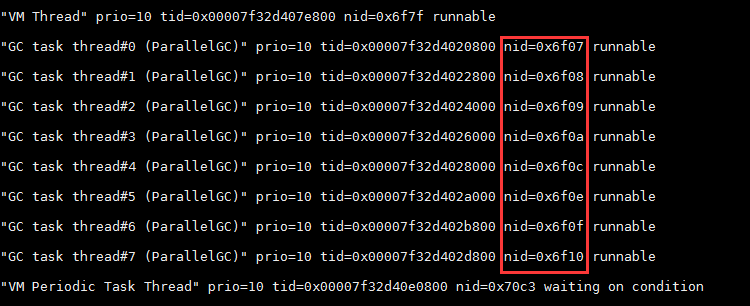 "VM Thread" prio=10 tid=0x00007f32d407e800 nid=0x6f7f runnable
"GC task thread#0 (ParallelGC)" prio=10 tid=0x00007f32d4020800 nid=0x6f07 runnable
"GC task thread#1 (ParallelGC)" prio=10 tid=0x00007f32d4022800 nid=0x6f08 runnable
"GC task thread#2 (ParallelGC)" prio=10 tid=0x00007f32d4024000 nid=0x6f09 runnable
"GC task thread#3 (ParallelGC)" prio=10 tid=0x00007f32d4026000 nid=0x6f0a runnable
"GC task thread#4 (ParallelGC)" prio=10 tid=0x00007f32d4028000 nid=0x6f0c runnable
"GC task thread#5 (ParallelGC)" prio=10 tid=0x00007f32d402a000 nid=0x6f0e runnable
"GC task thread#6 (ParallelGC)" prio=10 tid=0x00007f32d402b800 nid=0x6f0f runnable
"GC task thread#7 (ParallelGC)" prio=10 tid=0x00007f32d402d800 nid=0x6f10 runnable
"VM Periodic Task Thread" prio=10 tid=0x00007f32d40e0800 nid=0x70c3 waiting on condition